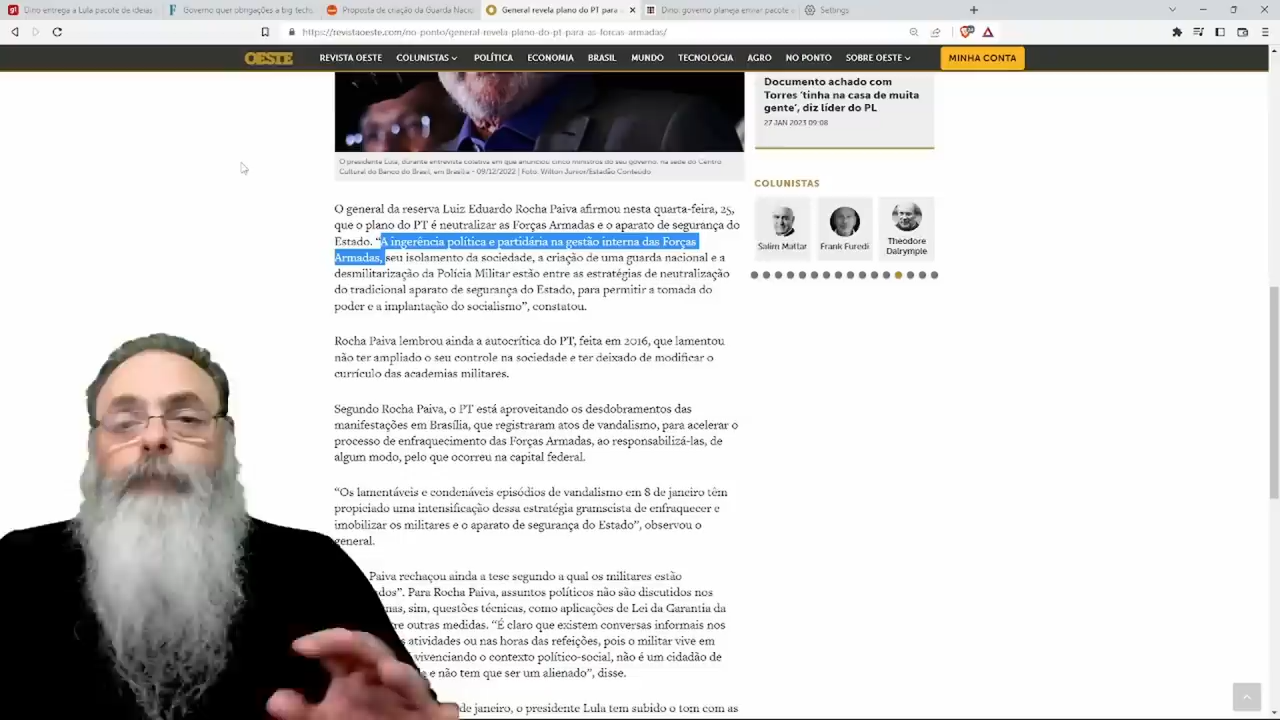 Dino entrega a Lula pacote de ideias
Governo quer obrigações a big techs
Proposta de criação da Guarda Nacio
General revela plano do PT para
Dino: governo planeja enviar pacote
Settings
https://revistaoeste.com/no-ponto/general-revela-plano-do-pt-para-as-forcas-armadas/
OESTE
REVISTA OESTE
COLUNISTAS
POLÍTICA
ECONOMIA
BRASIL
MUNDO
TECNOLOGIA
AGRO
NO PONTO
SOBRE OESTE
MINHA CONTA
Documento achado com
Torres 'tinha na casa de muita
gente', diz líder do PL
27 JAN 2023 09:08
O presidente Lula, durante entrevista coletiva em que anunciou cinco ministros do seu governo, na sede do Centro
Cultural do Banco do Brasil, em Brasília - 09/12/2022 | Foto: Wilton Junior/Estadão Conteúdo
COLUNISTAS
Salim Mattar
Frank Furedi
Theodore
Dalrymple
O general da reserva Luiz Eduardo Rocha Paiva afirmou nesta quarta-feira, 25,
que o plano do PT é neutralizar as Forças Armadas e o aparato de segurança do
Estado. “A ingerência política e partidária na gestão interna das Forças
Armadas, seu isolamento da sociedade, a criação de uma guarda nacional e a
desmilitarização da Polícia Militar estão entre as estratégias de neutralização
do tradicional aparato de segurança do Estado, para permitir a tomada do
poder e a implantação do socialismo”, constatou.
Rocha Paiva lembrou ainda a autocrítica do PT, feita em 2016, que lamentou
não ter ampliado o seu controle na sociedade e ter deixado de modificar o
currículo das academias militares.
Segundo Rocha Paiva, o PT está aproveitando os desdobramentos das
manifestações em Brasília, que registraram atos de vandalismo, para acelerar o
processo de enfraquecimento das Forças Armadas, ao responsabilizá-las, de
algum modo, pelo que ocorreu na capital federal.
“Os lamentáveis e condenáveis episódios de vandalismo em 8 de janeiro têm
propiciado uma intensificação dessa estratégia gramscista de enfraquecer e
imobilizar os militares e o aparato de segurança do Estado”, observou o
general.
Paiva rechaçou ainda a tese segundo a qual os militares estão
dos”. Para Rocha Paiva, assuntos políticos não são discutidos nos
nas, sim, questões técnicas, como aplicações de Lei da Garantia da
re outras medidas. “É claro que existem conversas informais nos
atividades ou nas horas das refeições, pois o militar vive em
vivenciando o contexto político-social, não é um cidadão de
e não tem que ser um alienado”, disse.
de janeiro, o presidente Lula tem subido o tom com as